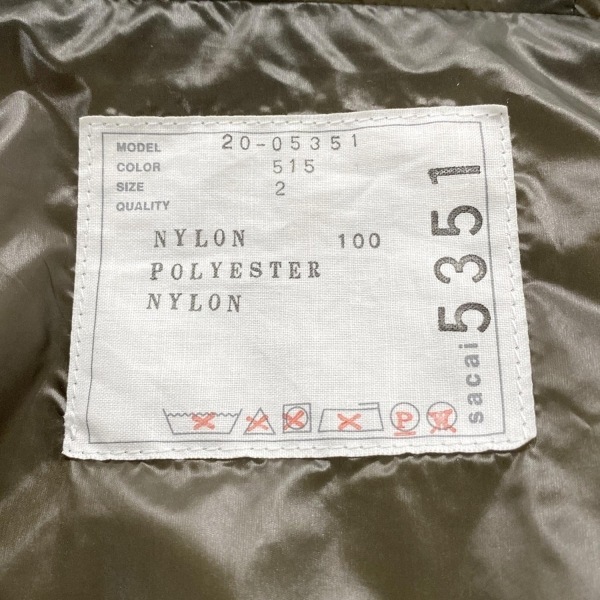 MODEL 20-05351
COLOR 515
SIZE 2
QUALITY
NYLON 100
POLYESTER
NYLON
P
W
sacai 5351